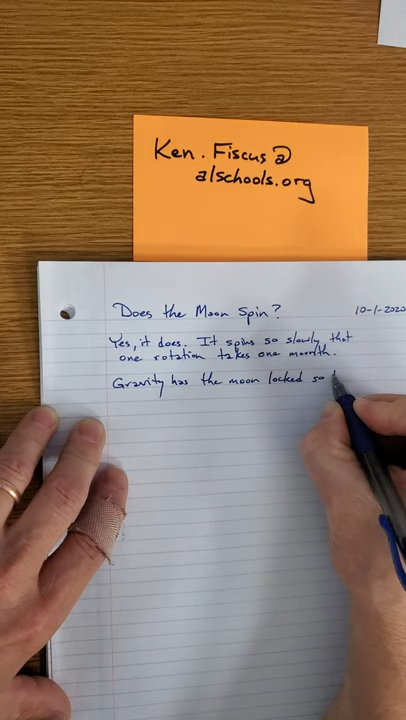 Ken.Fiscus@
alschools.org
Does the Moon Spin?
10-1-2020
Yes, it does. It spins so slowly that
one rotation takes one moonth.
Gravity has the moon locked so